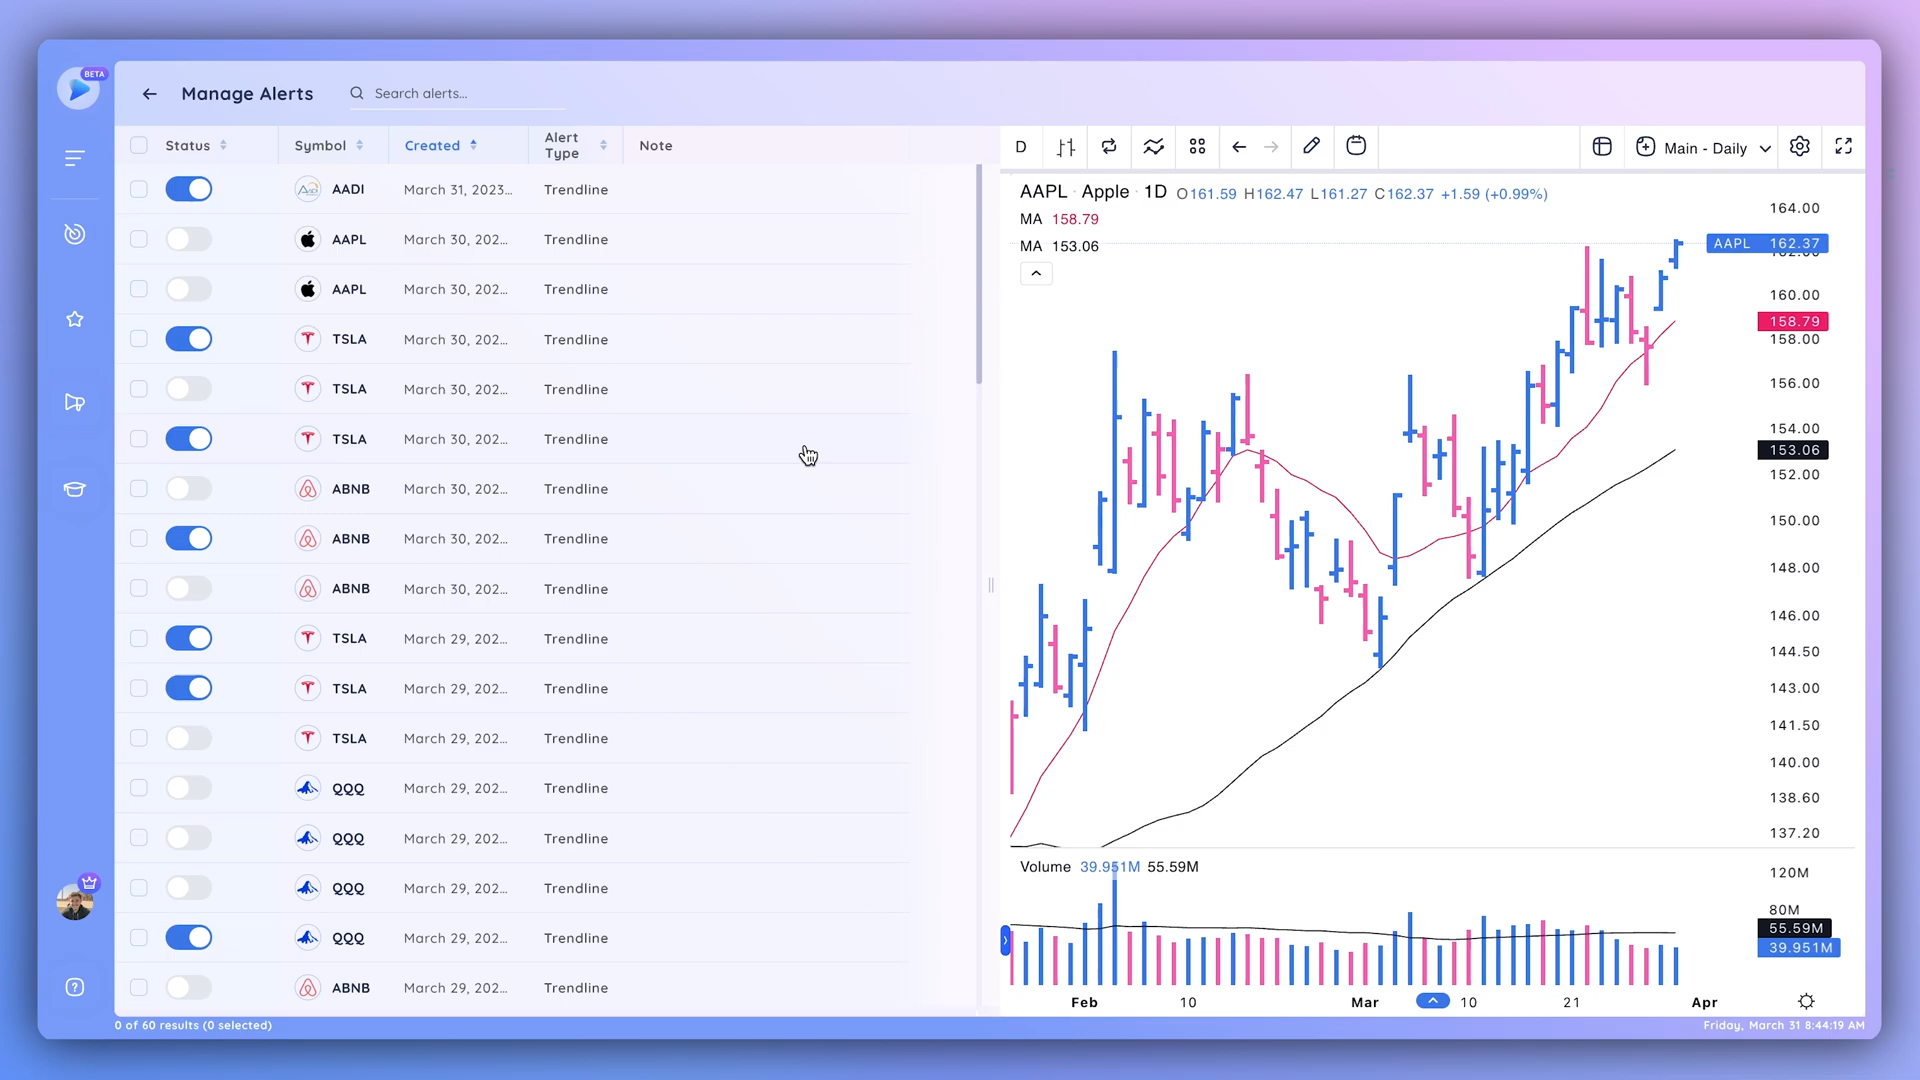 BETA
Manage Alerts
Search alerts...
Status Symbol Created Alert Type Note
AADI March 31, 2023... Trendline
AAPL March 30, 202... Trendline
AAPL March 30, 202... Trendline
TSLA March 30, 202... Trendline
TSLA March 30, 202... Trendline
TSLA March 30, 202... Trendline
ABNB March 30, 202... Trendline
ABNB March 30, 202... Trendline
ABNB March 30, 202... Trendline
TSLA March 29, 202... Trendline
TSLA March 29, 202... Trendline
TSLA March 29, 202... Trendline
QQQ March 29, 202... Trendline
QQQ March 29, 202... Trendline
QQQ March 29, 202... Trendline
QQQ March 29, 202... Trendline
ABNB March 29, 202... Trendline
0 of 60 results (0 selected)
D
Main - Daily
AAPL · Apple · 1D O161.59 H162.47 L161.27 C162.37 +1.59 (+0.99%)
MA 158.79
MA 153.06
164.00
AAPL 162.37
162.00
160.00
158.79
158.00
156.00
154.00
153.06
152.00
150.00
148.00
146.00
144.50
143.00
141.50
140.00
138.60
137.20
Volume 39.951M 55.59M
120M
80M
55.59M
39.951M
Feb 10 Mar 10 21 Apr
Friday, March 31 8:44:19 AM